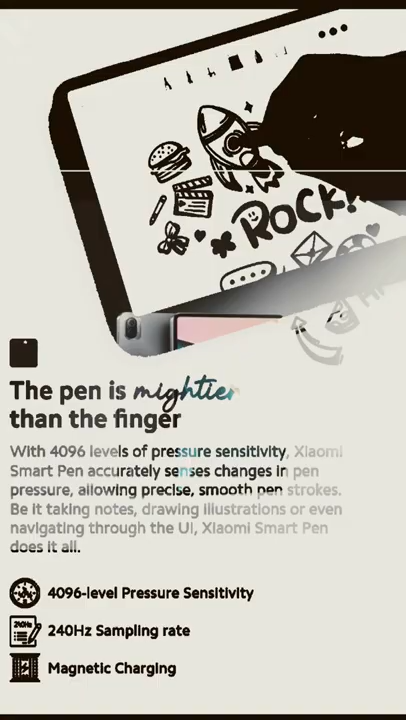 ROCK!
The pen is mightier
than the finger
With 4096 levels of pressure sensitivity, Xiaomi
Smart Pen accurately senses changes in pen
pressure, allowing precise, smooth pen strokes.
Be it taking notes, drawing illustrations or even
navigating through the UI, Xiaomi Smart Pen
does it all.
4096-level Pressure Sensitivity
240Hz
240Hz Sampling rate
Magnetic Charging